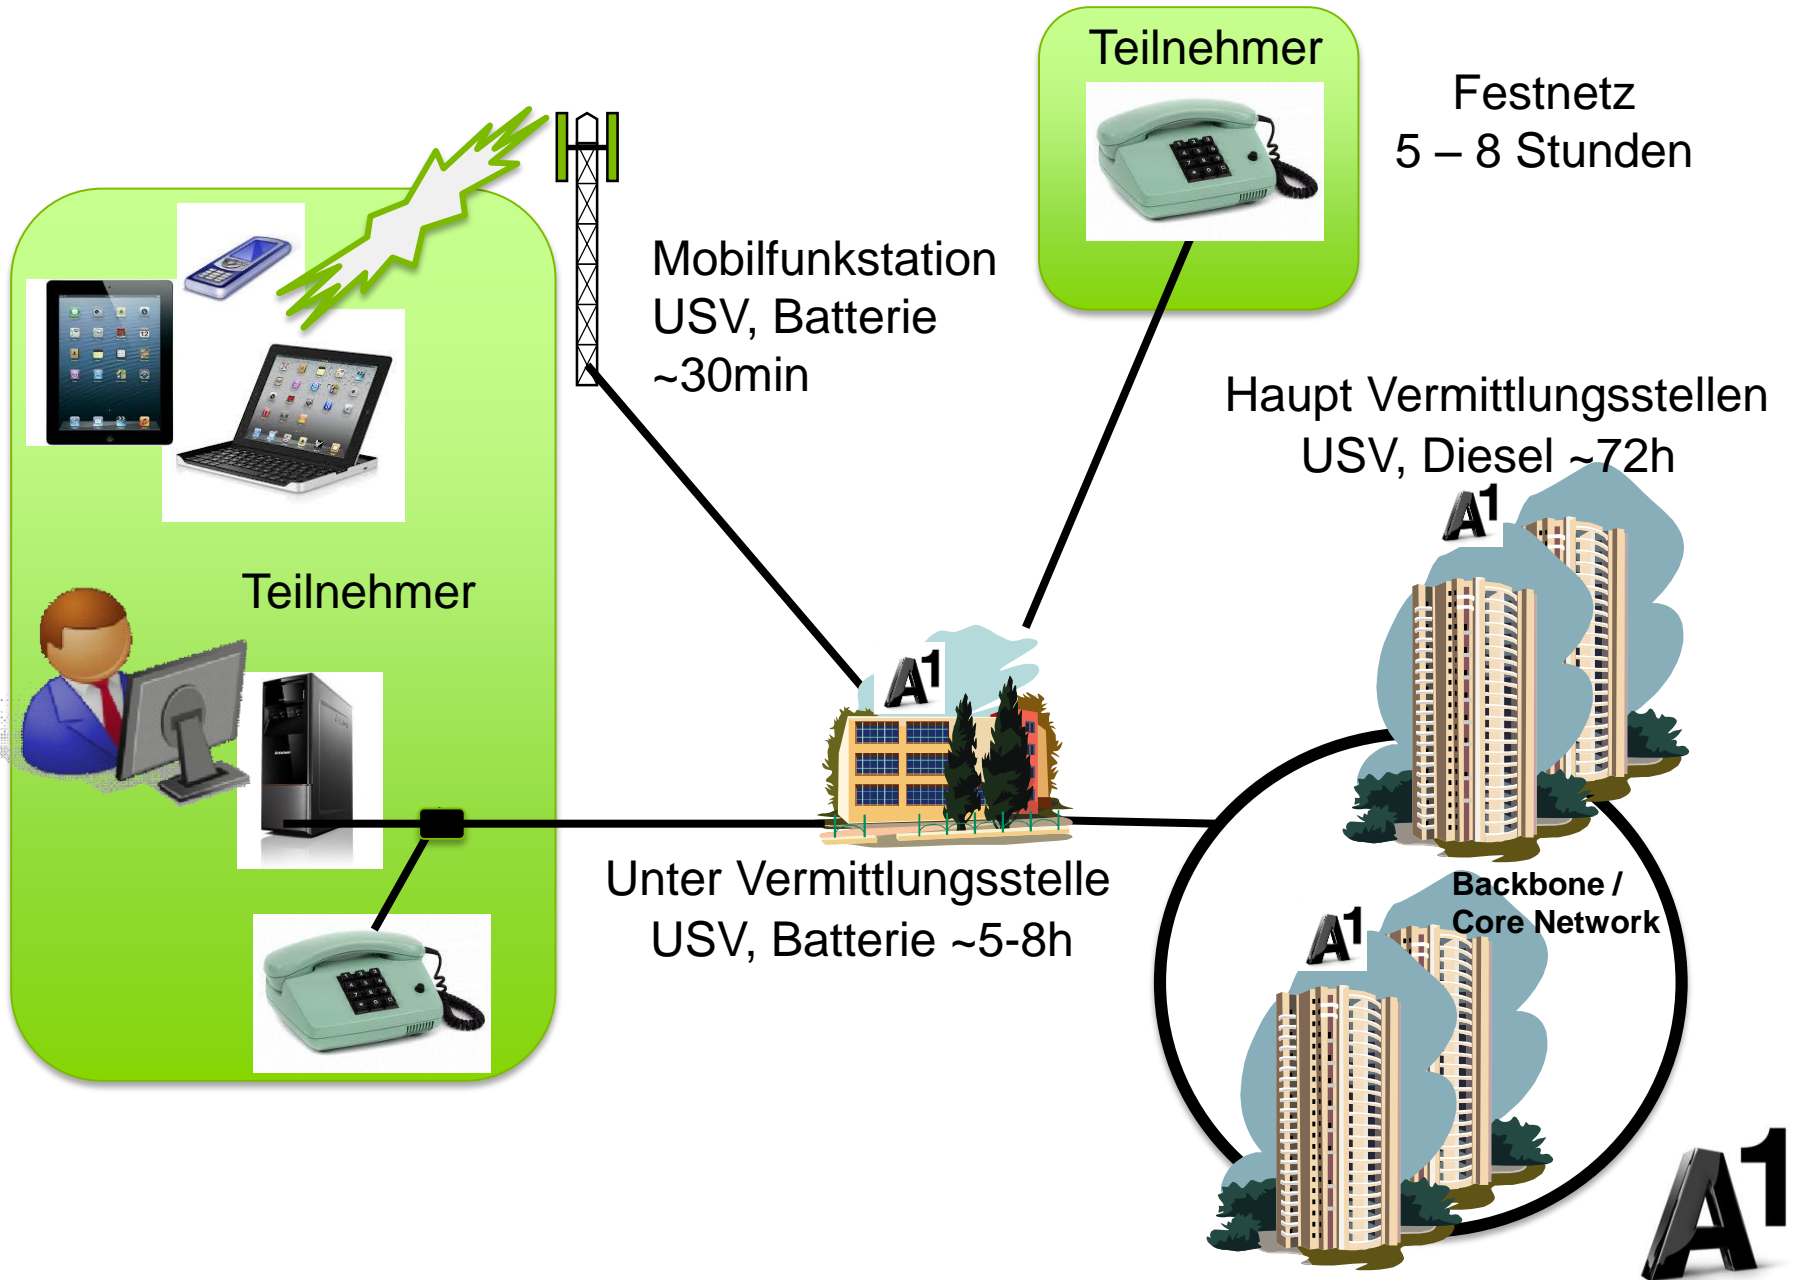 Teilnehmer
Festnetz
5 – 8 Stunden
Mobilfunkstation
USV, Batterie
~30min
Haupt Vermittlungsstellen
USV, Diesel ~72h
A1
Teilnehmer
A1
Unter Vermittlungsstelle
USV, Batterie ~5-8h
Backbone /
Core Network
A1
A1